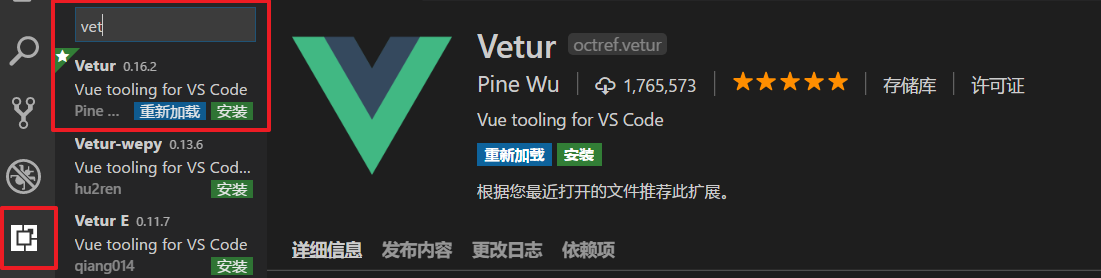 vet
Vetur 0.16.2
Vue tooling for VS Code
Pine ... 重新加载 安装
Vetur-wepy 0.13.6
Vue tooling for VS Cod...
hu2ren 安装
Vetur E 0.11.7
Vue tooling for VS Code
qiang014 安装
Vetur octref.vetur
Pine Wu 1,765,573 存储库 许可证
Vue tooling for VS Code
重新加载 安装
根据您最近打开的文件推荐此扩展。
详细信息 发布内容 更改日志 依赖项